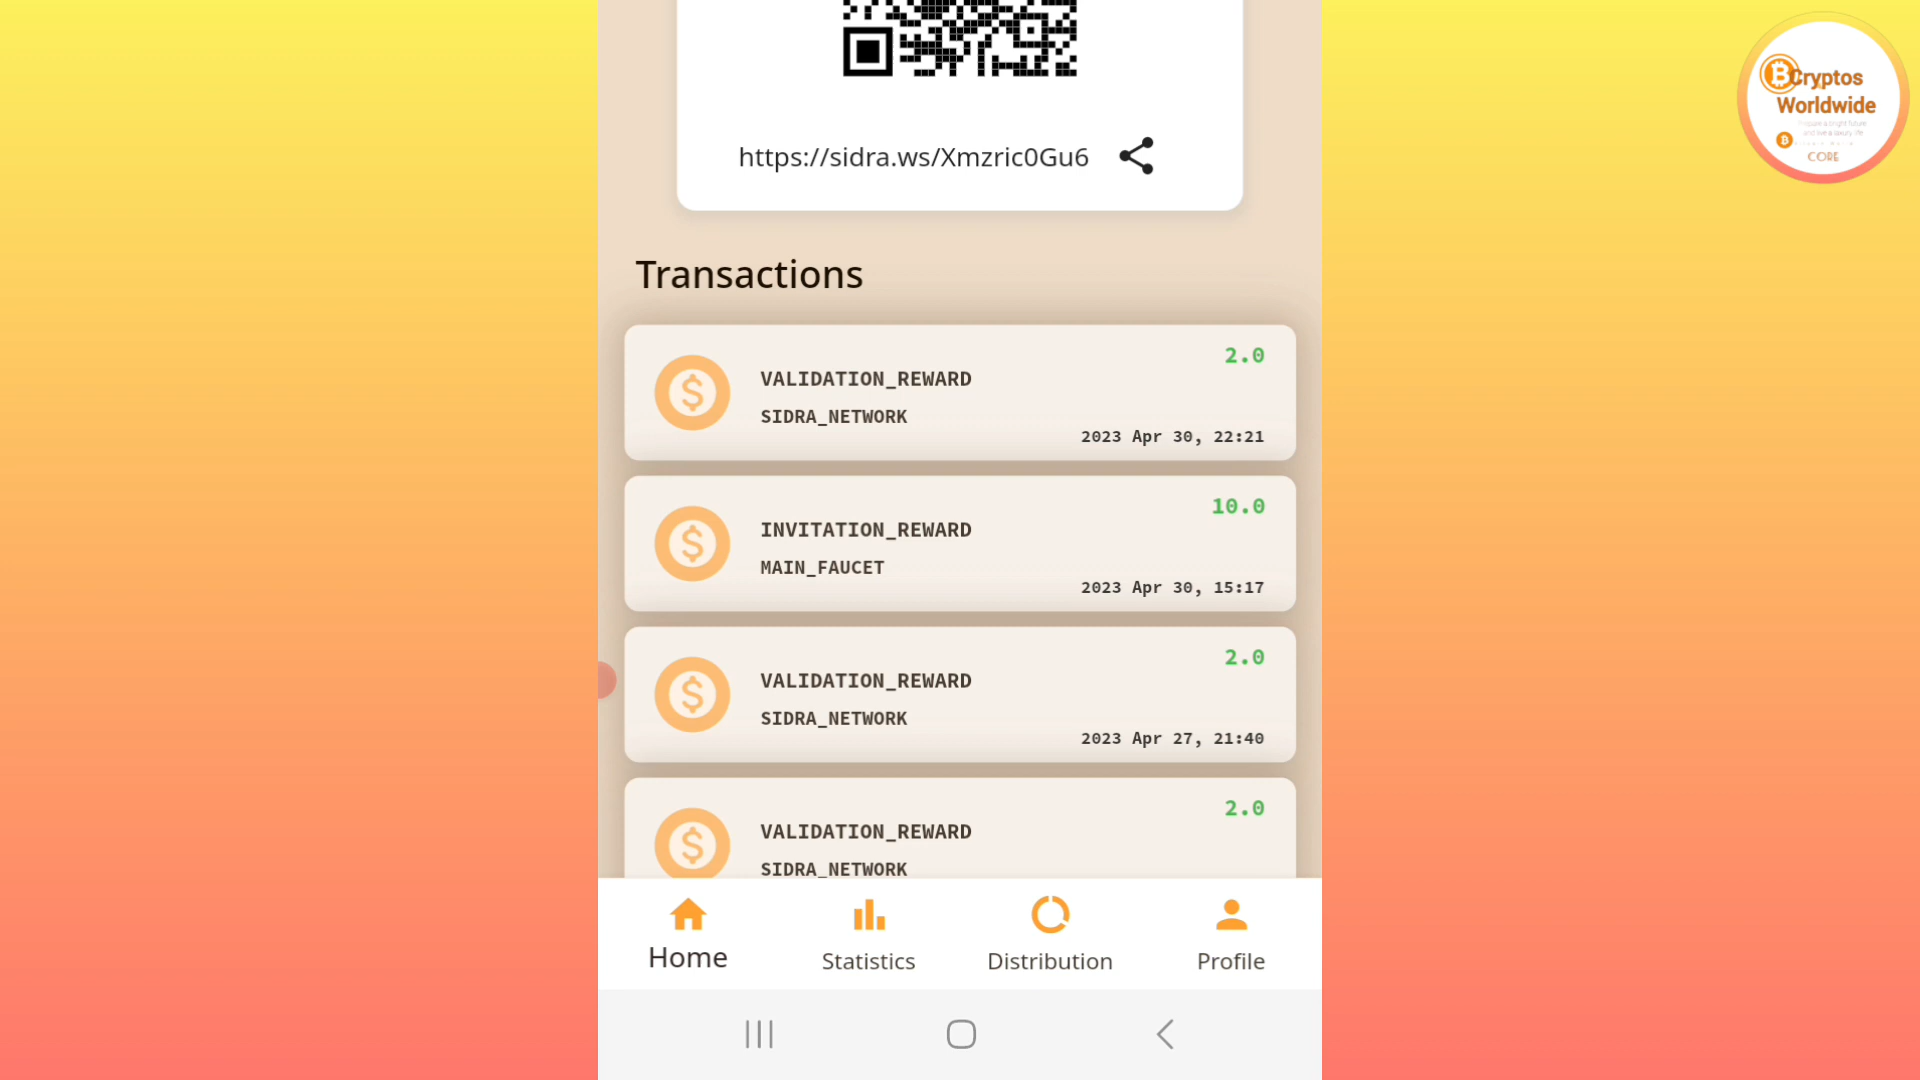 https://sidra.ws/Xmzric0Gu6
Transactions
2.0
VALIDATION_REWARD
SIDRA_NETWORK
2023 Apr 30, 22:21
10.0
INVITATION_REWARD
MAIN_FAUCET
2023 Apr 30, 15:17
2.0
VALIDATION_REWARD
SIDRA_NETWORK
2023 Apr 27, 21:40
2.0
VALIDATION_REWARD
SIDRA_NETWORK
Home
Statistics
Distribution
Profile
Cryptos
Worldwide
CORE